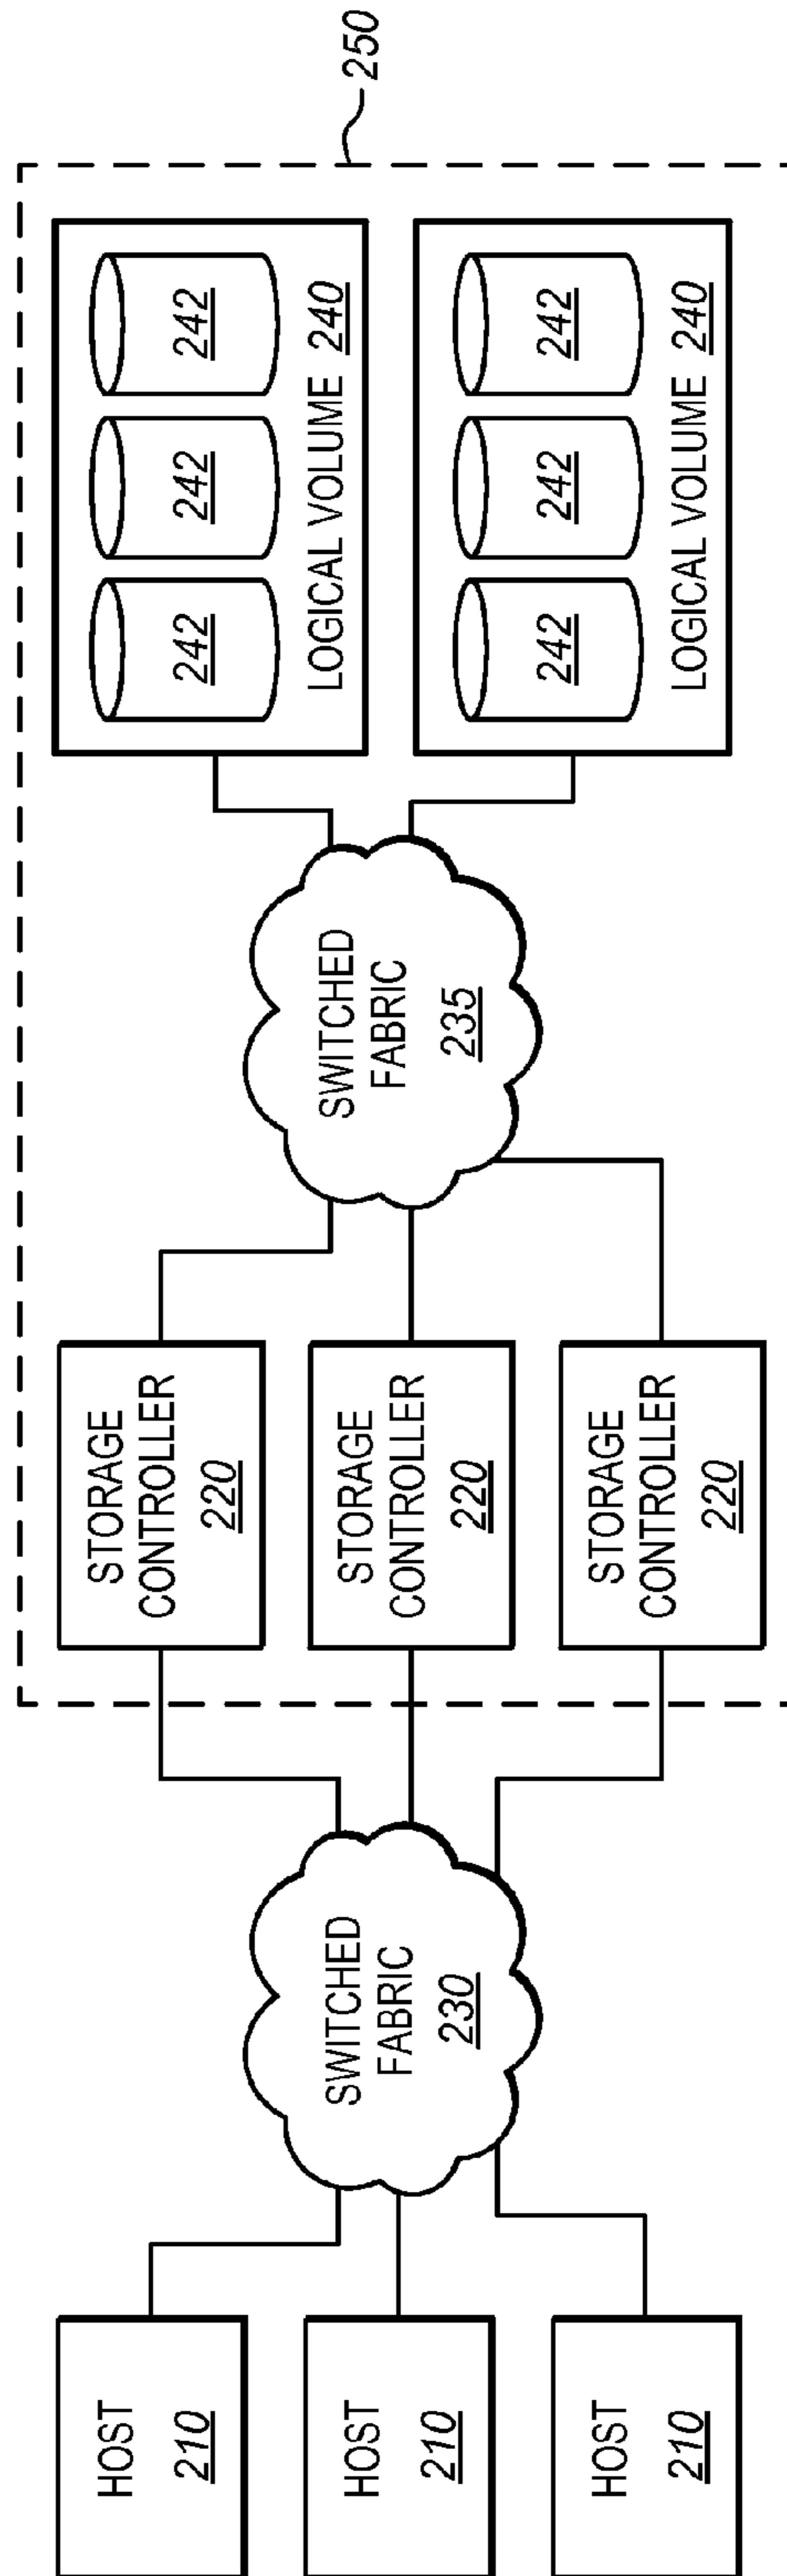 HOST
210
HOST
210
HOST
210
SWITCHED
FABRIC
230
STORAGE
CONTROLLER
220
STORAGE
CONTROLLER
220
STORAGE
CONTROLLER
220
SWITCHED
FABRIC
235
242
242
242
LOGICAL VOLUME 240
242
242
242
LOGICAL VOLUME 240
250